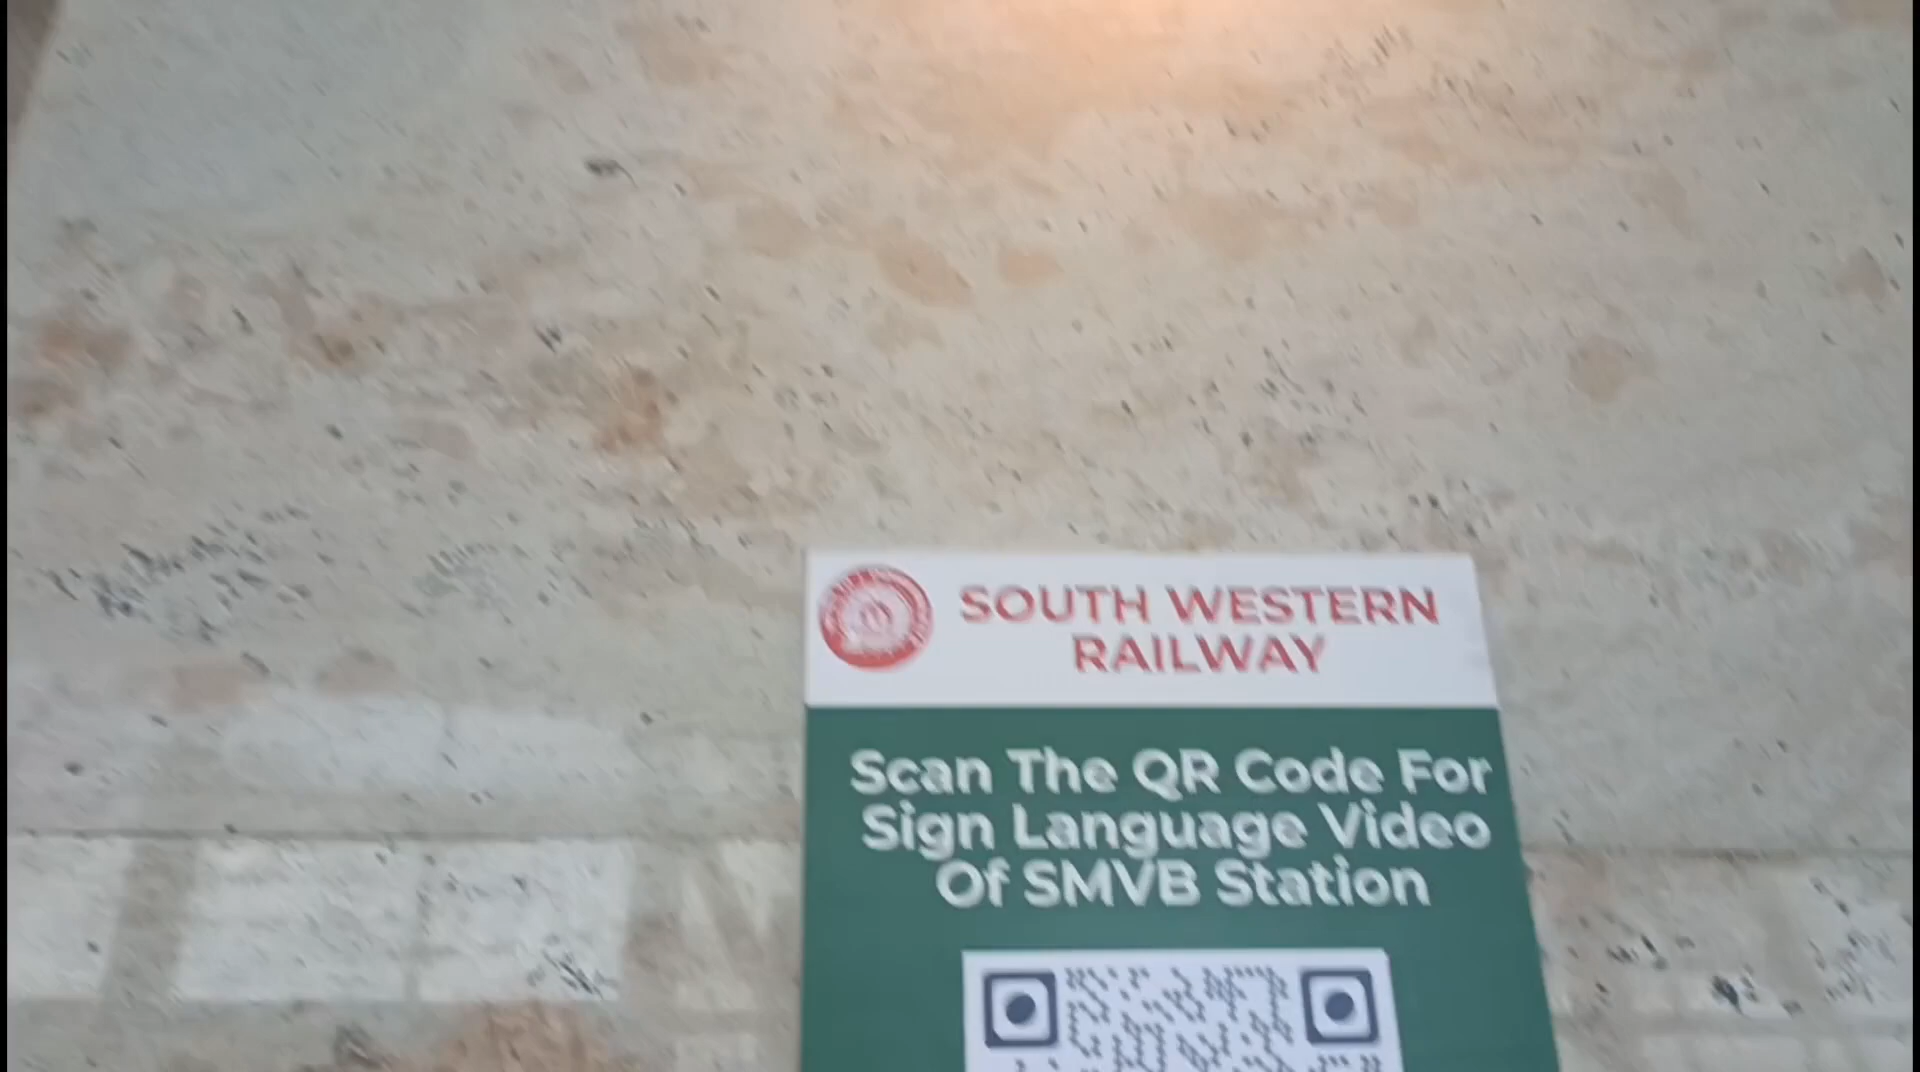 SOUTH WESTERN
RAILWAY
Scan The QR Code For
Sign Language Video
Of SMVB Station